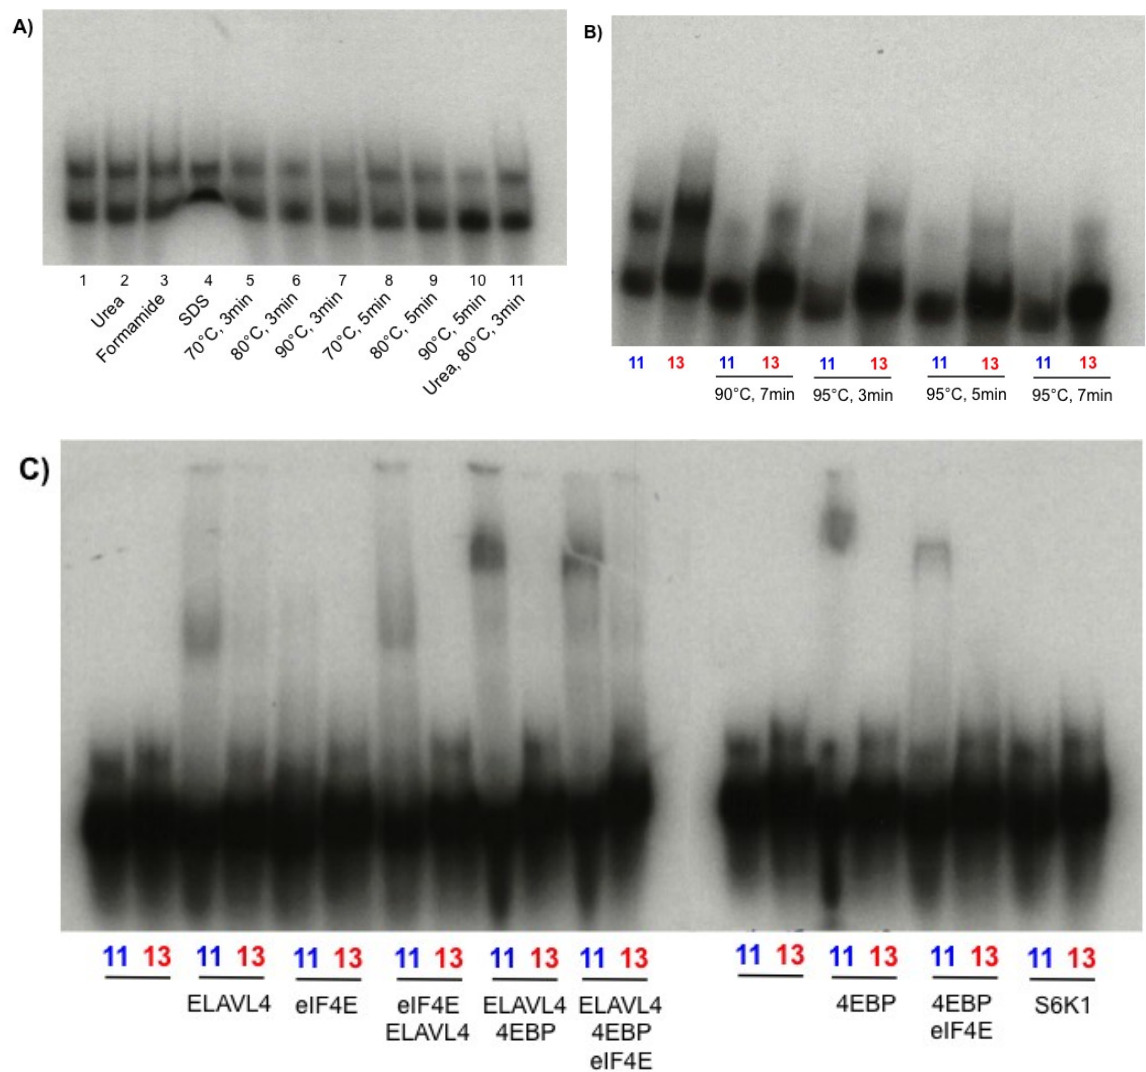 A)
1 2 3 4 5 6 7 8 9 10 11
Urea
Formamide
SDS
70°C, 3min
80°C, 3min
90°C, 3min
70°C, 5min
80°C, 5min
90°C, 5min
Urea, 80°C, 3min
B)
11 13 11 13 11 13 11 13 11 13
90°C, 7min 95°C, 3min 95°C, 5min 95°C, 7min
C)
11 13 11 13 11 13 11 13 11 13 11 13 11 13 11 13 11 13 11 13
ELAVL4 eIF4E eIF4E ELAVL4 ELAVL4 4EBP 4EBP S6K1
ELAVL4 4EBP 4EBP eIF4E
eIF4E